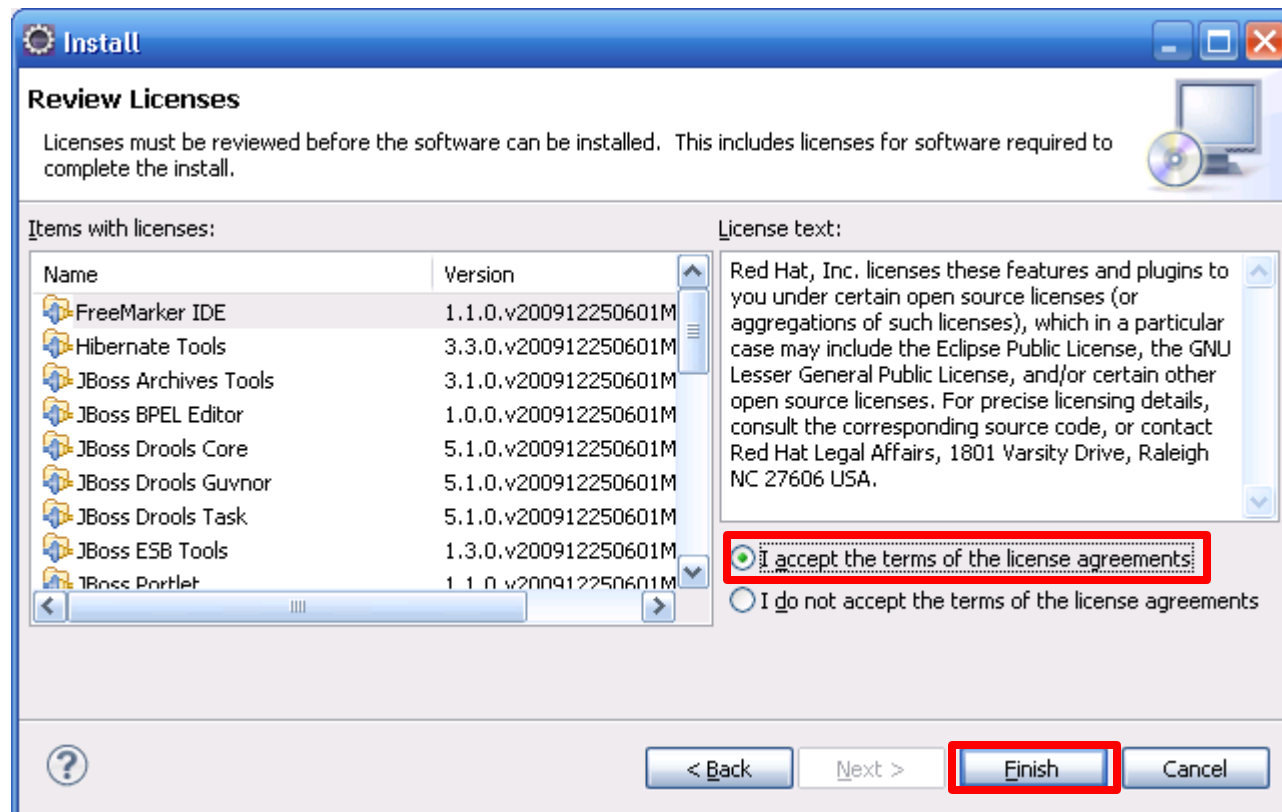 Install
Review Licenses
Licenses must be reviewed before the software can be installed. This includes licenses for software required to
complete the install.
Items with licenses:
Name Version
FreeMarker IDE 1.1.0.v200912250601M
Hibernate Tools 3.3.0.v200912250601M
JBoss Archives Tools 3.1.0.v200912250601M
JBoss BPEL Editor 1.0.0.v200912250601M
JBoss Drools Core 5.1.0.v200912250601M
JBoss Drools Guvnor 5.1.0.v200912250601M
JBoss Drools Task 5.1.0.v200912250601M
JBoss ESB Tools 1.3.0.v200912250601M
JBoss Portlet 1.1.0.v200912250601M
License text:
Red Hat, Inc. licenses these features and plugins to
you under certain open source licenses (or
aggregations of such licenses), which in a particular
case may include the Eclipse Public License, the GNU
Lesser General Public License, and/or certain other
open source licenses. For precise licensing details,
consult the corresponding source code, or contact
Red Hat Legal Affairs, 1801 Varsity Drive, Raleigh
NC 27606 USA.
I accept the terms of the license agreements
I do not accept the terms of the license agreements
? < Back Next > Finish Cancel